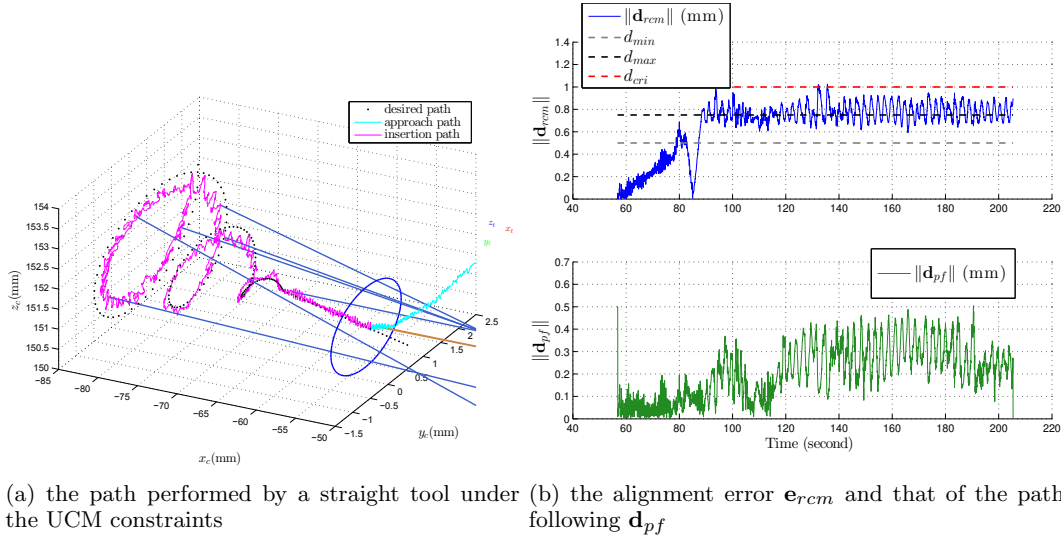 desired path
approach path
insertion path
154
153.5
153
152.5
152
151.5
151
150.5
150
z_c(mm)
−85
−80
−75
−70
−65
−60
−55
−50
x_c(mm)
−1.5
−1
−0.5
0
0.5
1
1.5
2
2.5
y_c(mm)
z_t
x_t
y_t
‖d_rcm‖ (mm)
d_min
d_max
d_cri
1.4
1.2
1
0.8
0.6
0.4
0.2
0
‖d_rcm‖
40 60 80 100 120 140 160 180 200 220
‖d_pf‖ (mm)
0.7
0.6
0.5
0.4
0.3
0.2
0.1
0
‖d_pf‖
40 60 80 100 120 140 160 180 200 220
Time (second)
(a) the path performed by a straight tool under
the UCM constraints
(b) the alignment error e_rcm and that of the path
following d_pf